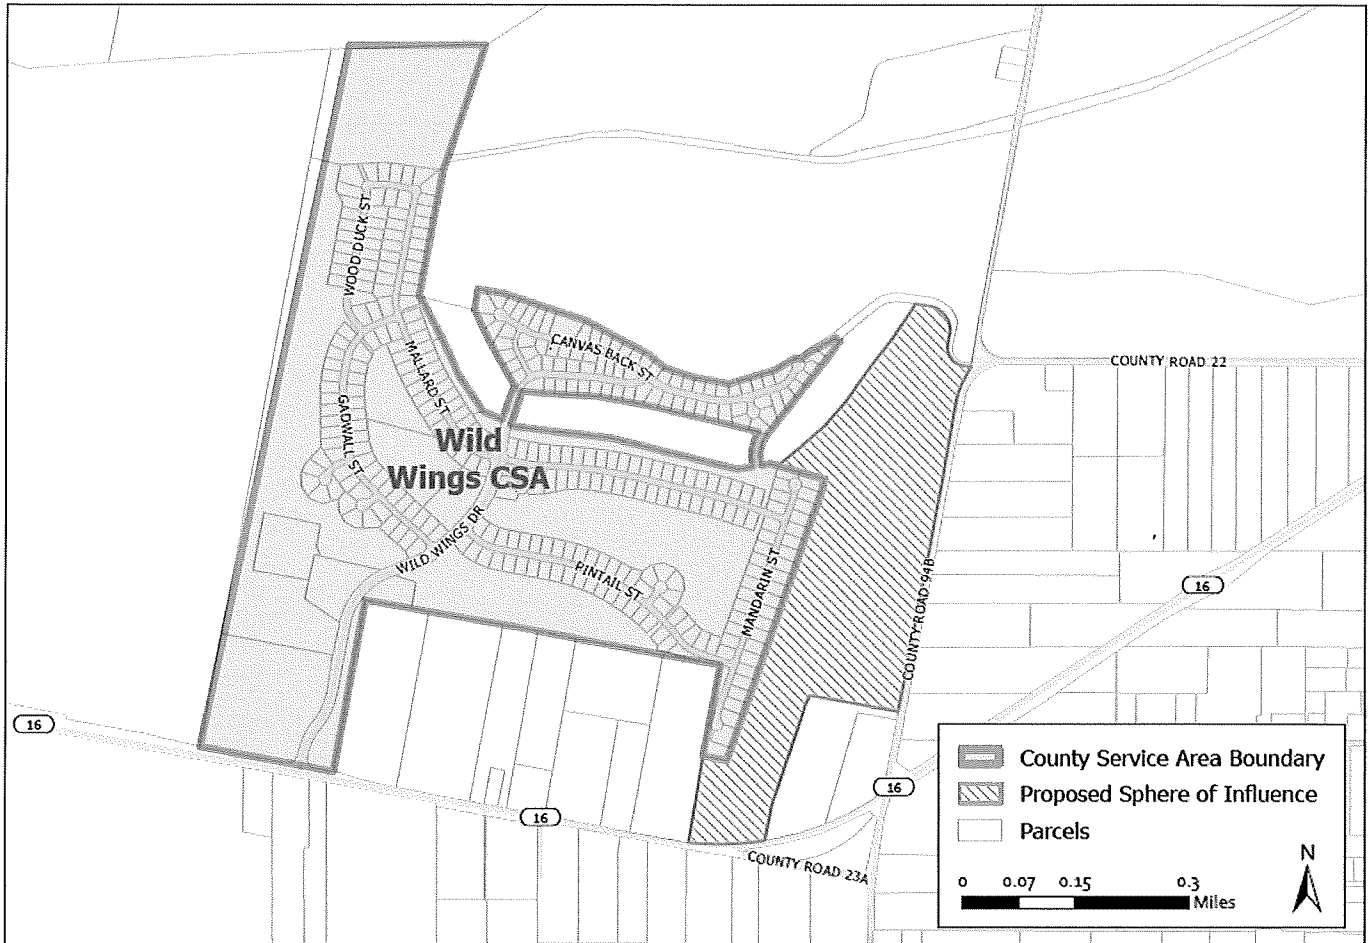 WOOD DUCK ST
MALLARD ST
CANVAS BACK ST
COUNTY ROAD 22
GADWALL ST
Wild
Wings CSA
WILD WINGS DR
PINTAIL ST
MANDARIN ST
COUNTY ROAD 94B
16
16
16
16
COUNTY ROAD 23A
County Service Area Boundary
Proposed Sphere of Influence
Parcels
N
0 0.07 0.15 0.3
Miles